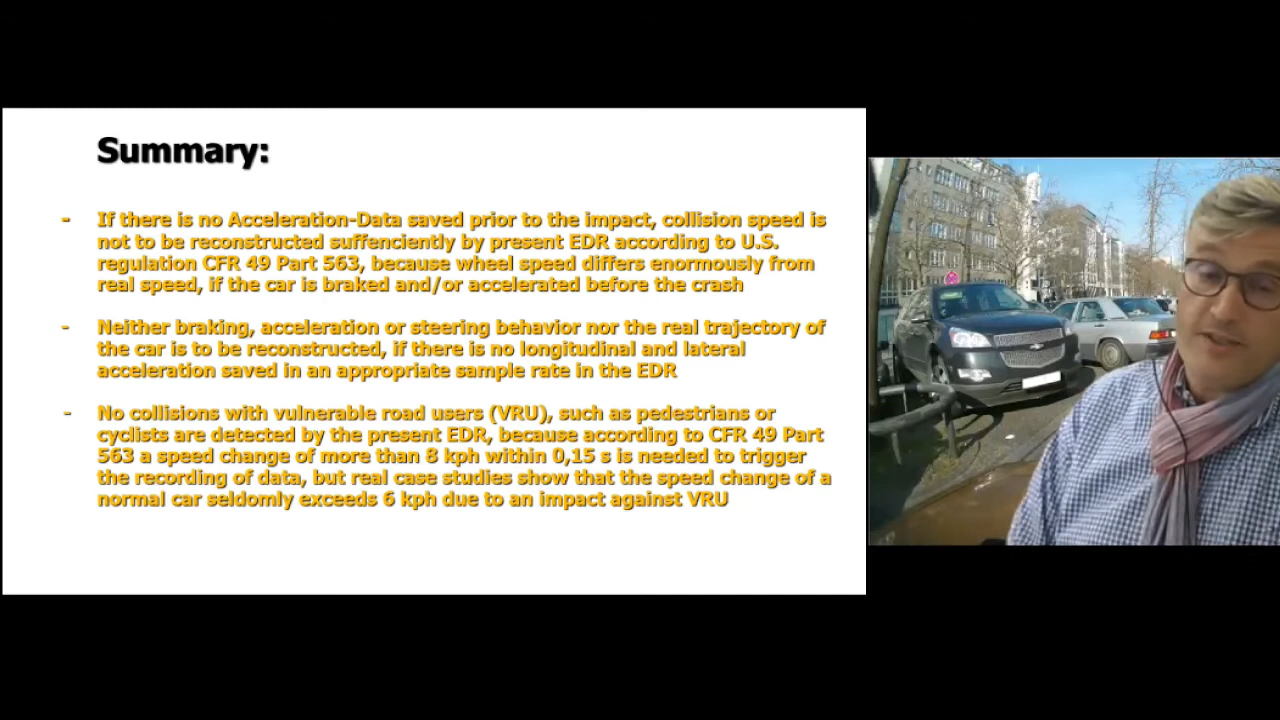 Summary:
- If there is no Acceleration-Data saved prior to the impact, collision speed is
not to be reconstructed suffenciently by present EDR according to U.S.
regulation CFR 49 Part 563, because wheel speed differs enormously from
real speed, if the car is braked and/or accelerated before the crash
- Neither braking, acceleration or steering behavior nor the real trajectory of
the car is to be reconstructed, if there is no longitudinal and lateral
acceleration saved in an appropriate sample rate in the EDR
- No collisions with vulnerable road users (VRU), such as pedestrians or
cyclists are detected by the present EDR, because according to CFR 49 Part
563 a speed change of more than 8 kph within 0,15 s is needed to trigger
the recording of data, but real case studies show that the speed change of a
normal car seldomly exceeds 6 kph due to an impact against VRU